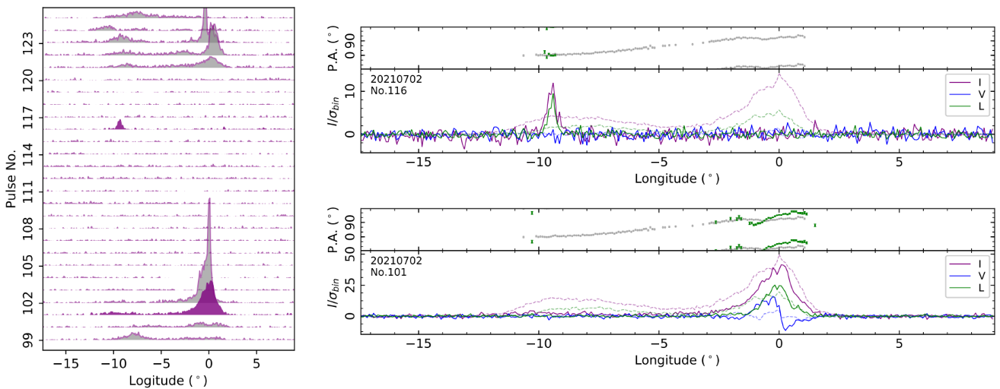 Pulse No.
123
120
117
114
111
108
105
102
99
−15 −10 −5 0 5
Logitude (°)
P.A. (°)
0 90
20210702
No.116
I
V
L
I/σbin
10
0
−15 −10 −5 0 5
Longitude (°)
P.A. (°)
0 90
20210702
No.101
I
V
L
I/σbin
50
25
0
−15 −10 −5 0 5
Longitude (°)